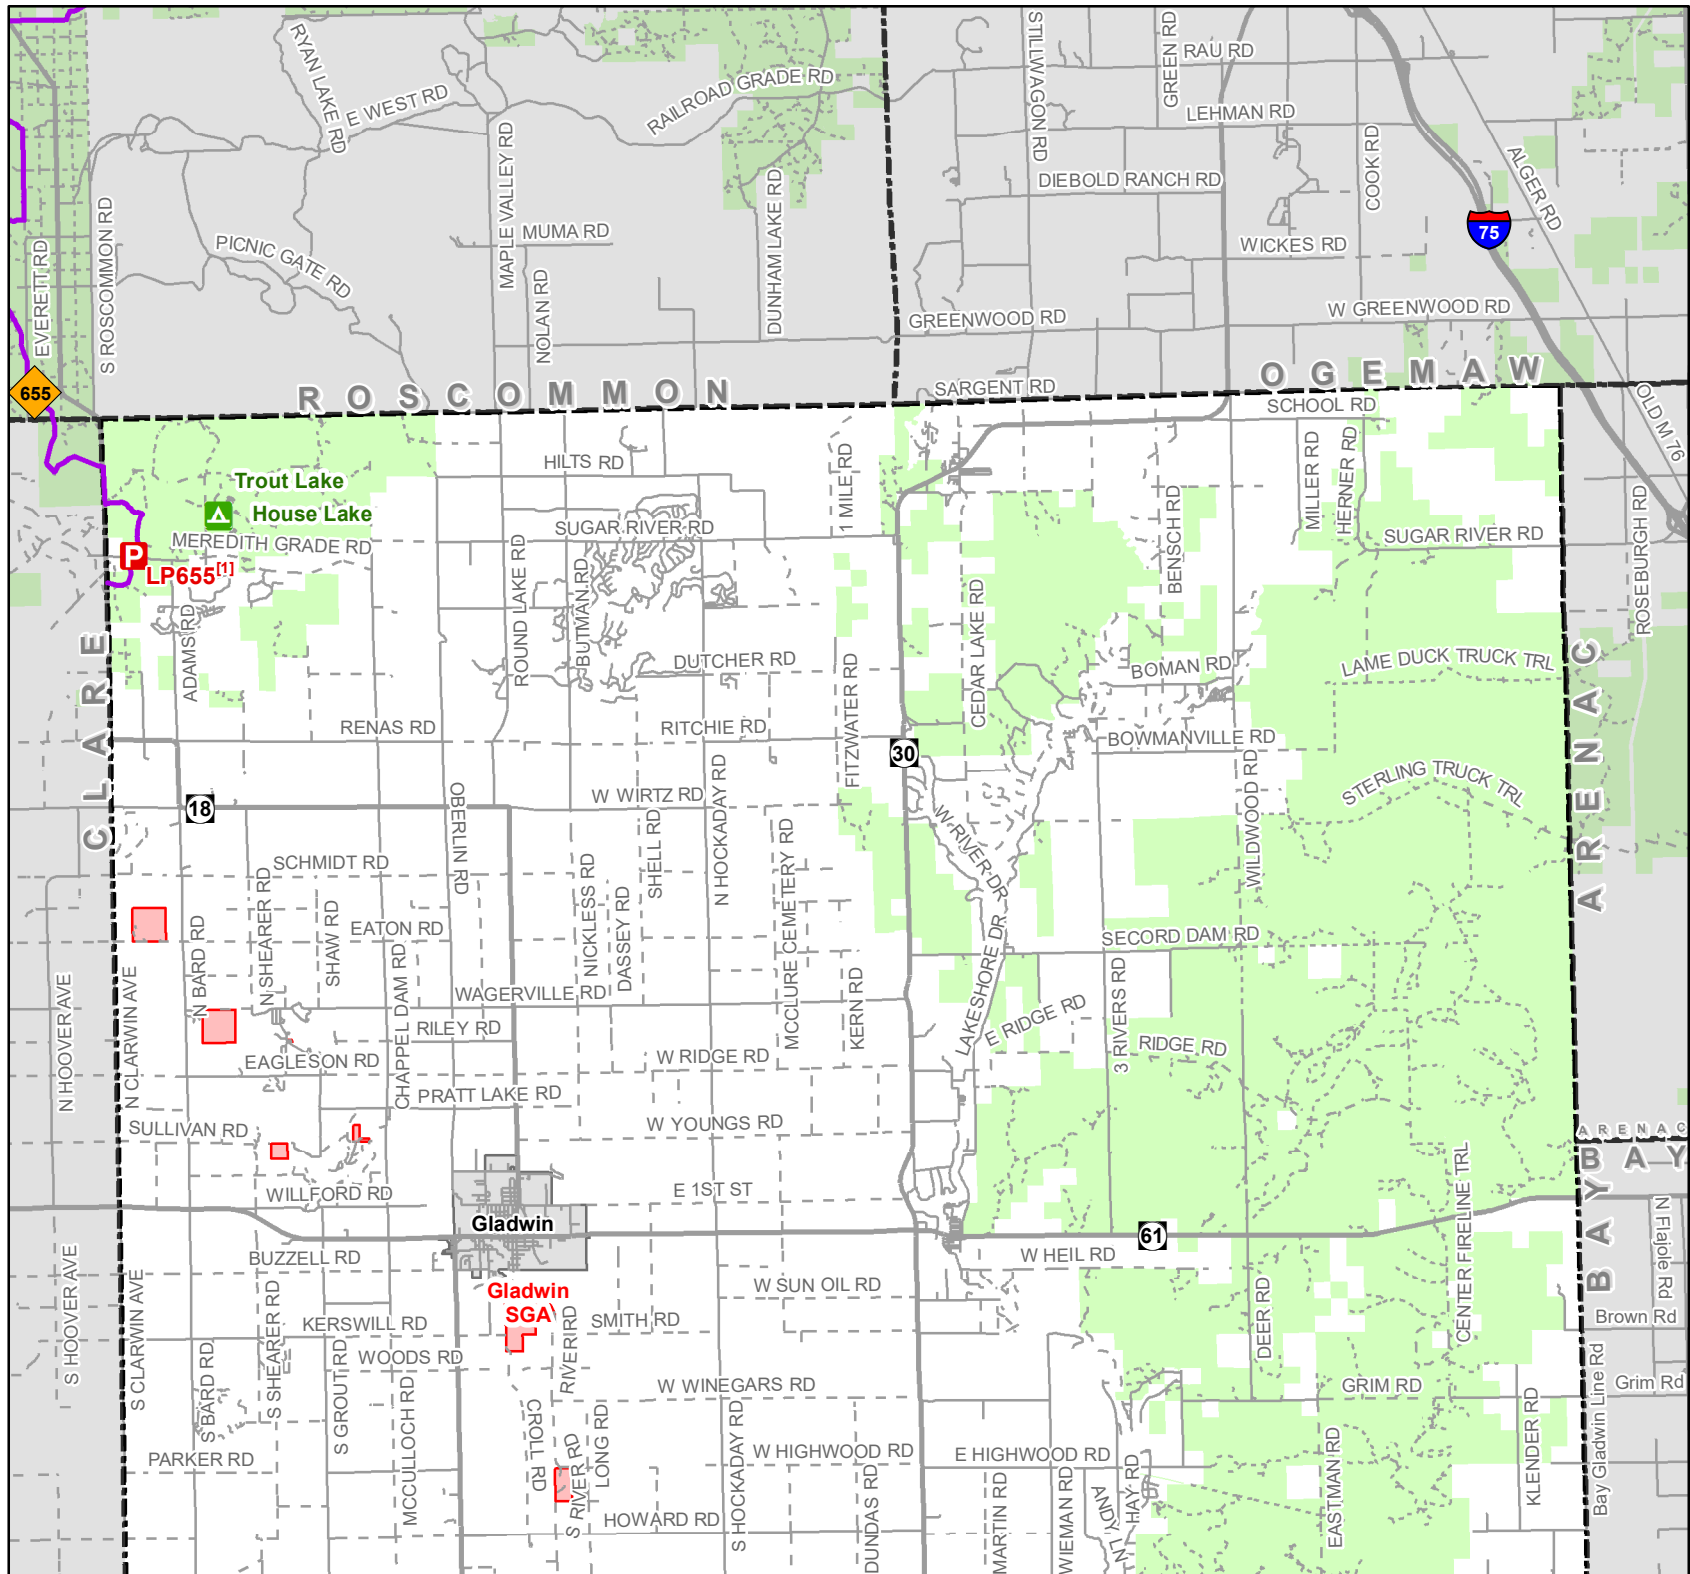 RYAN LAKE RD
E WEST RD
RAILROAD GRADE RD
STILLWAGON RD
GREEN RD
RAU RD
LEHMAN RD
MAPLE VALLEY RD
DUNHAM LAKE RD
DIEBOLD RANCH RD
COOK RD
ALGER RD
75
S ROSCOMMON RD
EVERETT RD
PICNIC GATE RD
MUMA RD
NOLAN RD
WICKES RD
GREENWOOD RD
W GREENWOOD RD
655
ROSCOMMON
SARGENT RD
OGEMAW
SCHOOL RD
OLD M 76
Trout Lake
House Lake
HILTS RD
1 MILE RD
MILLER RD
HERNER RD
BENSCH RD
SUGAR RIVER RD
SUGAR RIVER RD
ROSEBURGH RD
MEREDITH GRADE RD
P
LP655[1]
ADAMS RD
ROUND LAKE RD
BUTMAN RD
CEDAR LAKE RD
DUTCHER RD
FITZWATER RD
BOMAN RD
LAME DUCK TRUCK TRL
CLARE
ARENAC
RENAS RD
RITCHIE RD
30
BOWMANVILLE RD
STERLING TRUCK TRL
18
OBERLIN RD
W WIRTZ RD
N HOCKADAY RD
W RIVER DR
WILDWOOD RD
SCHMIDT RD
SHELL RD
MCCLURE CEMETERY RD
N BARD RD
N SHEARER RD
SHAW RD
EATON RD
NICKLESS RD
DASSEY RD
LAKESHORE DR
SECORD DAM RD
N HOOVER AVE
N CLARWIN AVE
CHAPPEL DAM RD
WAGERVILLE RD
KERN RD
E RIDGE RD
3 RIVERS RD
RILEY RD
EAGLESON RD
W RIDGE RD
RIDGE RD
PRATT LAKE RD
SULLIVAN RD
W YOUNGS RD
ARENAC
BAY
BAY
WILLFORD RD
E 1ST ST
CENTER FIRELINE TRL
N Flajole Rd
Gladwin
61
BUZZELL RD
W HEIL RD
S HOOVER AVE
S CLARWIN AVE
S SHEARER RD
Gladwin
SGA
W SUN OIL RD
DEER RD
KERSWILL RD
RIVERI RD
SMITH RD
Brown Rd
S BARD RD
S GROUT RD
WOODS RD
MCCULLOCH RD
W WINEGARS RD
GRIM RD
Grim Rd
Bay Gladwin Line Rd
CROLL RD
LONG RD
S RIVER RD
S HOCKADAY RD
PARKER RD
W HIGHWOOD RD
E HIGHWOOD RD
HAY RD
EASTMAN RD
KLENDER RD
HOWARD RD
DUNDAS RD
MARTIN RD
WIEMAN RD
ANDY LN